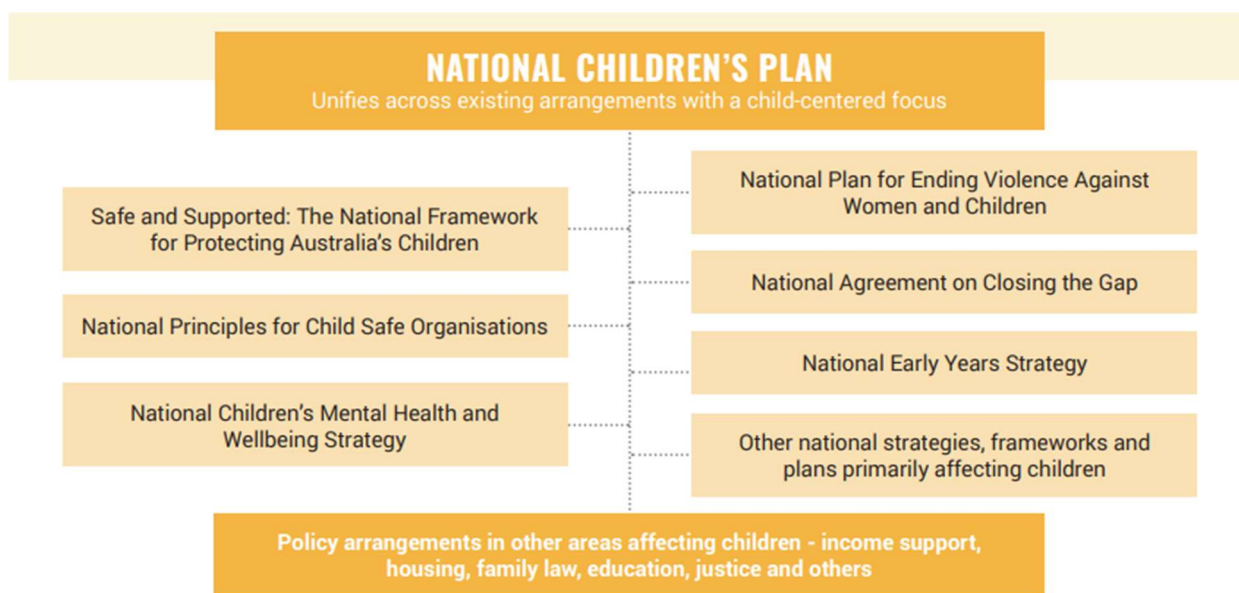 NATIONAL CHILDREN'S PLAN
Unifies across existing arrangements with a child-centered focus
Safe and Supported: The National Framework
for Protecting Australia's Children
National Principles for Child Safe Organisations
National Children's Mental Health and
Wellbeing Strategy
National Plan for Ending Violence Against
Women and Children
National Agreement on Closing the Gap
National Early Years Strategy
Other national strategies, frameworks and
plans primarily affecting children
Policy arrangements in other areas affecting children - income support,
housing, family law, education, justice and others